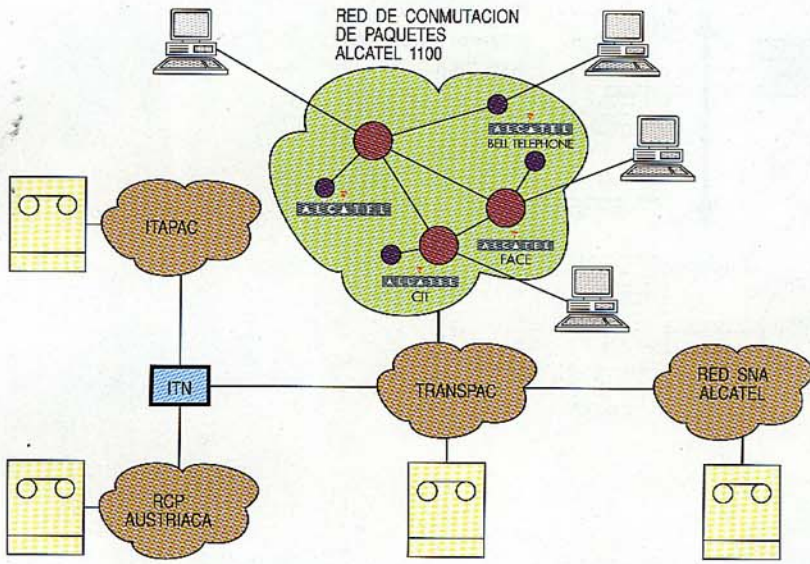 RED DE CONMUTACION
DE PAQUETES
ALCATEL 1100
ALCATEL
BELL TELEPHONE
ALCATEL
ALCATEL
FACE
ALCATEL
CIT
ITAPAC
ITN
TRANSPAC
RED SNA
ALCATEL
RCP
AUSTRIACA